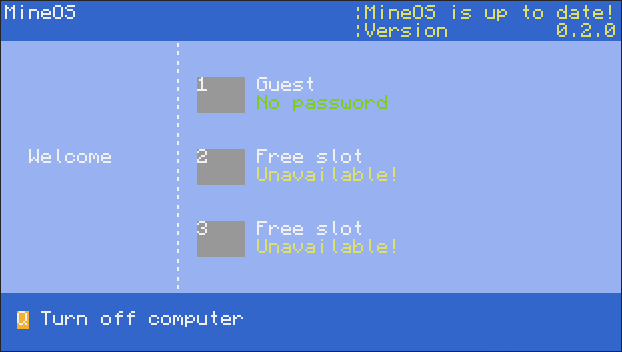 MineOS
¦MineOS is up to date!
¦Version 0.2.0
Welcome
1 Guest
No password
2 Free slot
Unavailable!
3 Free slot
Unavailable!
Q Turn off computer